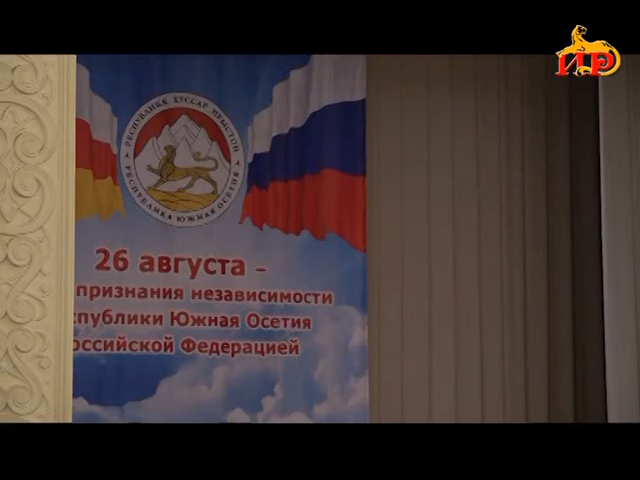 ИР
РЕСПУБЛИКА ХУССАР ИРЫСТОН
РЕСПУБЛИКА ЮЖНАЯ ОСЕТИЯ
26 августа –
признания независимости
спублики Южная Осетия
оссийской Федерацией